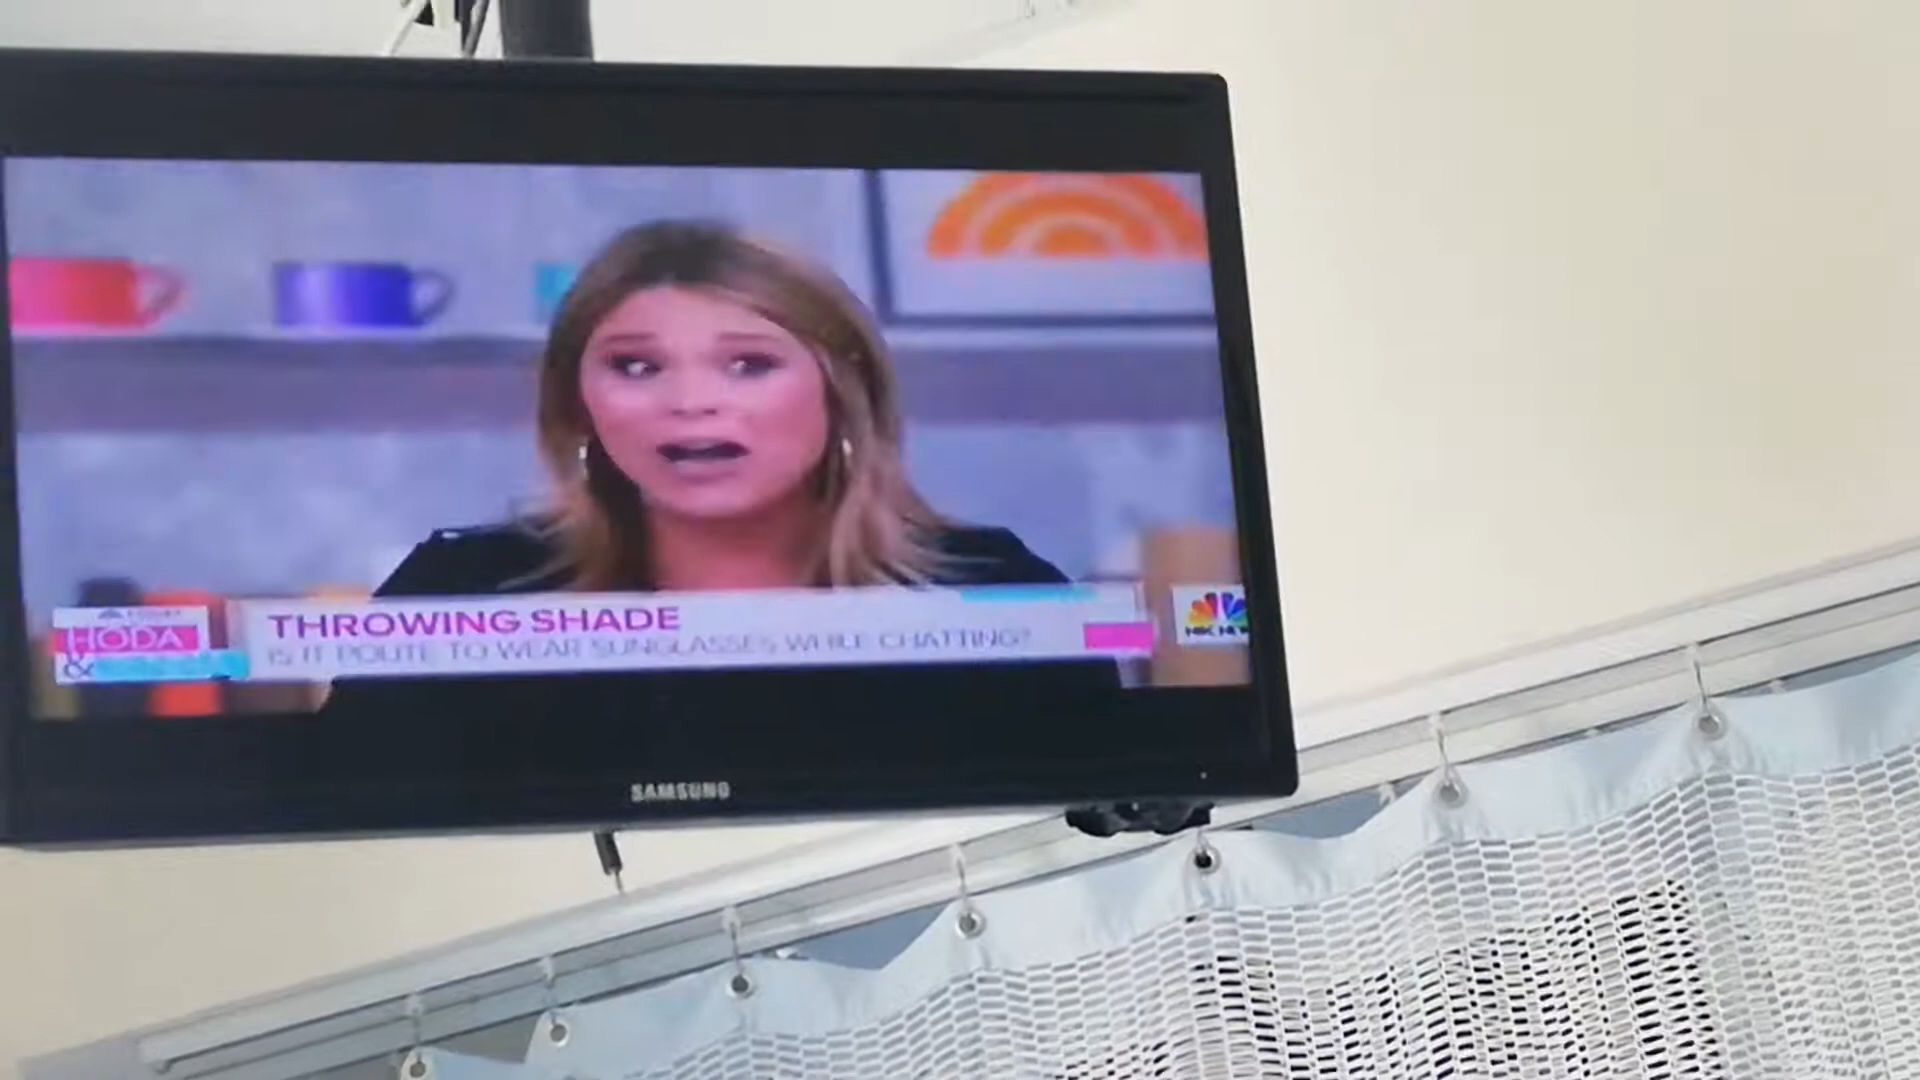 THROWING SHADE
IS IT POLITE TO WEAR SUNGLASSES WHILE CHATTING?
HODA
&
SAMSUNG